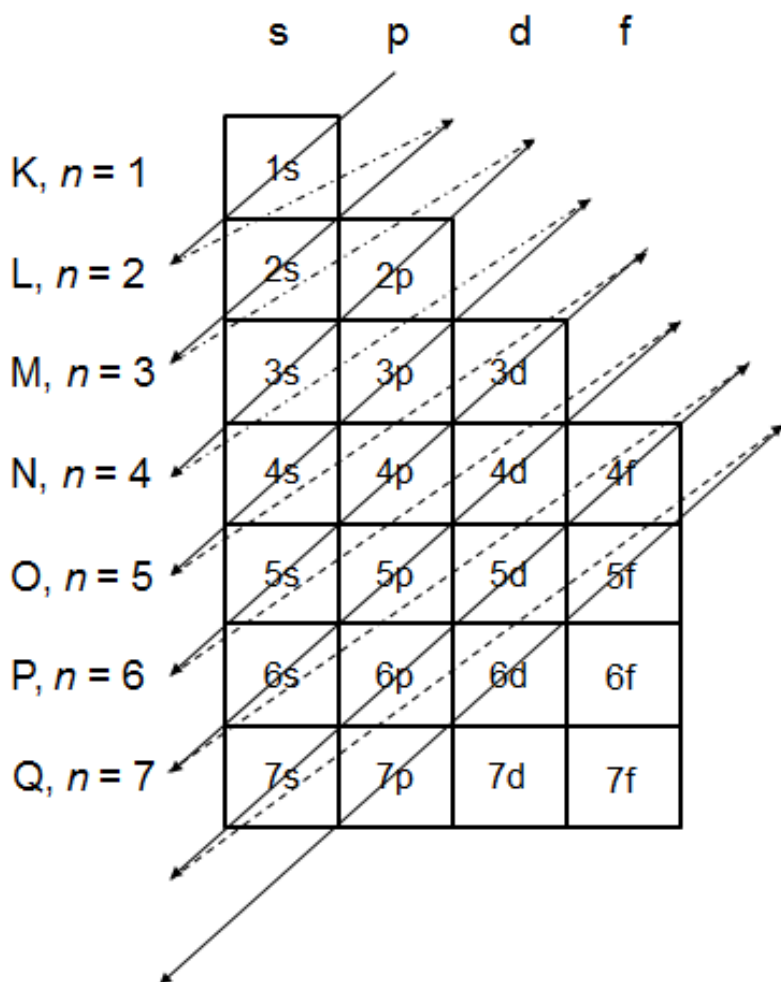 s p d f
K, n = 1 1s
L, n = 2 2s 2p
M, n = 3 3s 3p 3d
N, n = 4 4s 4p 4d 4f
O, n = 5 5s 5p 5d 5f
P, n = 6 6s 6p 6d 6f
Q, n = 7 7s 7p 7d 7f